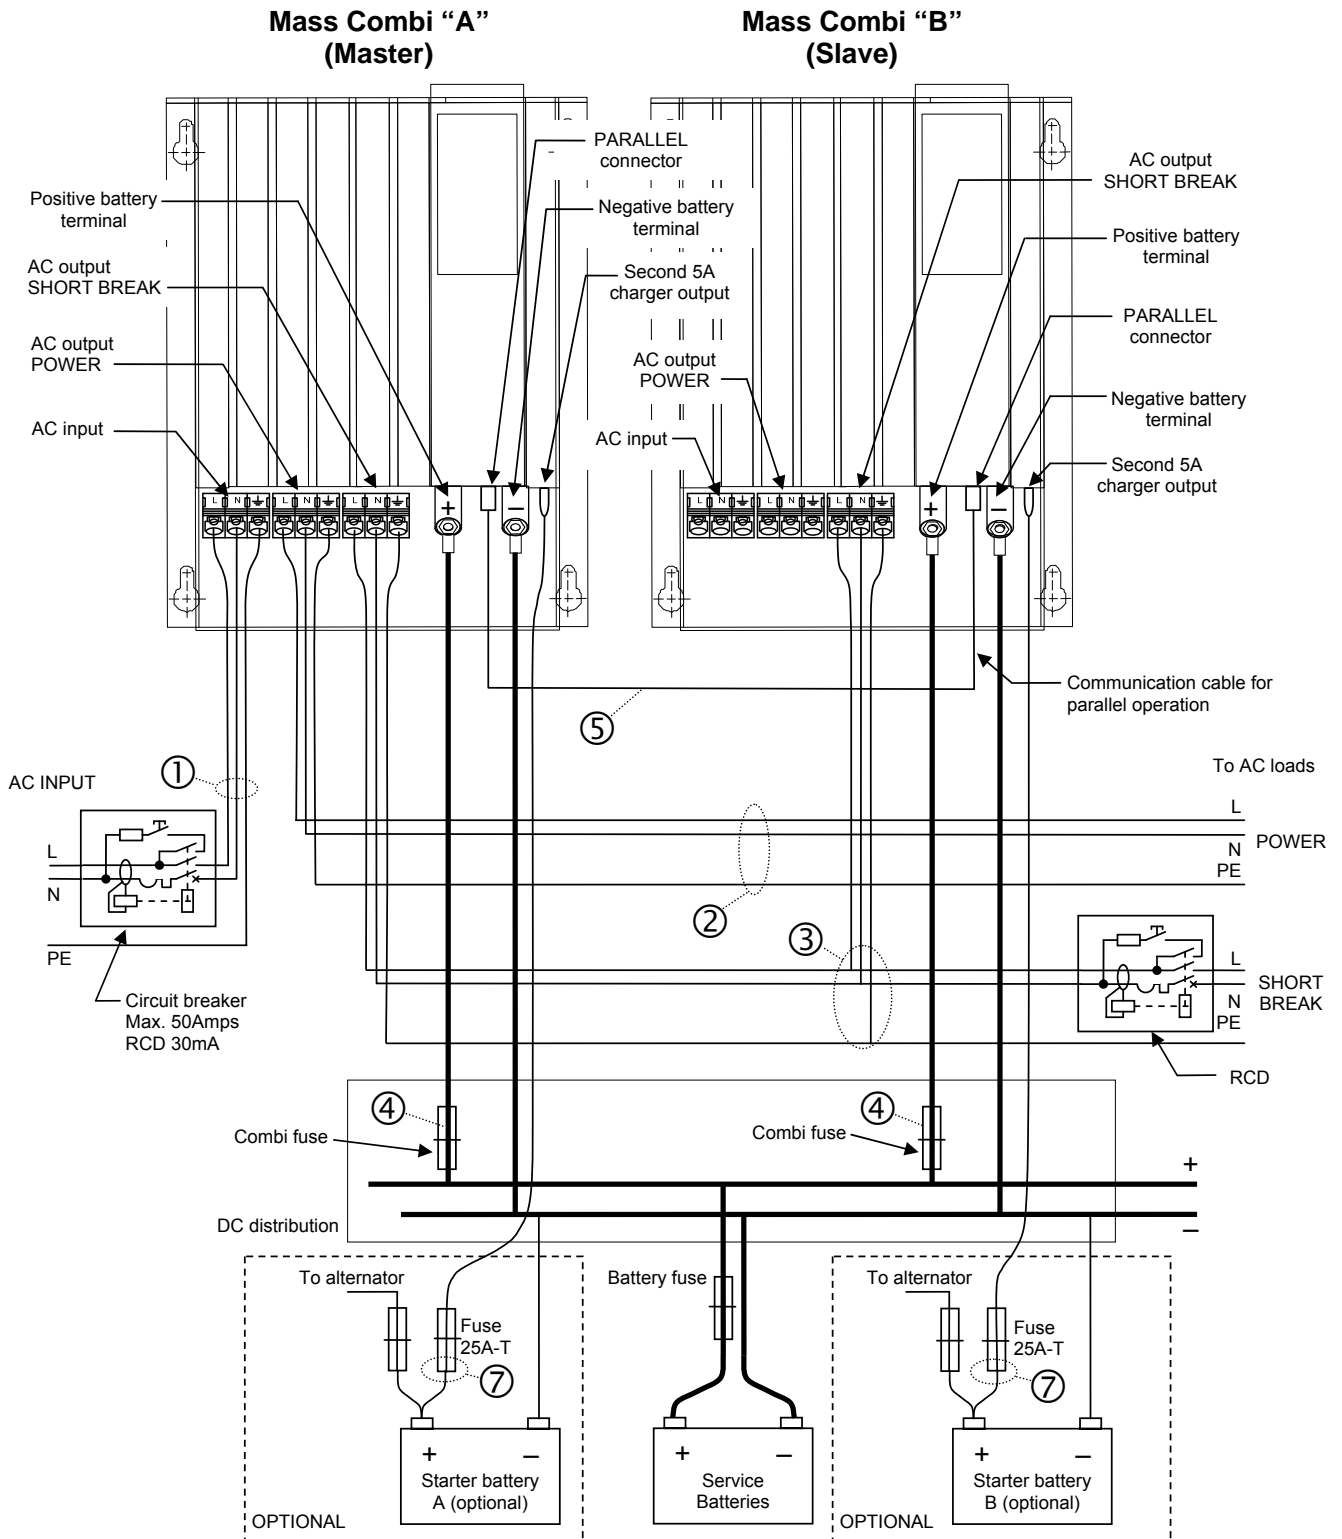 Mass Combi “A”
(Master)
Mass Combi “B”
(Slave)
PARALLEL
connector
AC output
SHORT BREAK
Positive battery
terminal
Negative battery
terminal
Positive battery
terminal
AC output
SHORT BREAK
Second 5A
charger output
PARALLEL
connector
AC output
POWER
AC output
POWER
Negative battery
terminal
AC input
AC input
Second 5A
charger output
L N
L N
L N
+
–
L N
L N
L N
+
–
Communication cable for
parallel operation
⑤
①
AC INPUT
To AC loads
L
N
PE
L
POWER
N
PE
②
③
L
SHORT
BREAK
N
PE
Circuit breaker
Max. 50Amps
RCD 30mA
RCD
④
Combi fuse
④
Combi fuse
+
–
DC distribution
To alternator
Battery fuse
To alternator
Fuse
25A-T
⑦
Fuse
25A-T
⑦
+ –
Starter battery
A (optional)
+ –
Service
Batteries
+ –
Starter battery
B (optional)
OPTIONAL
OPTIONAL